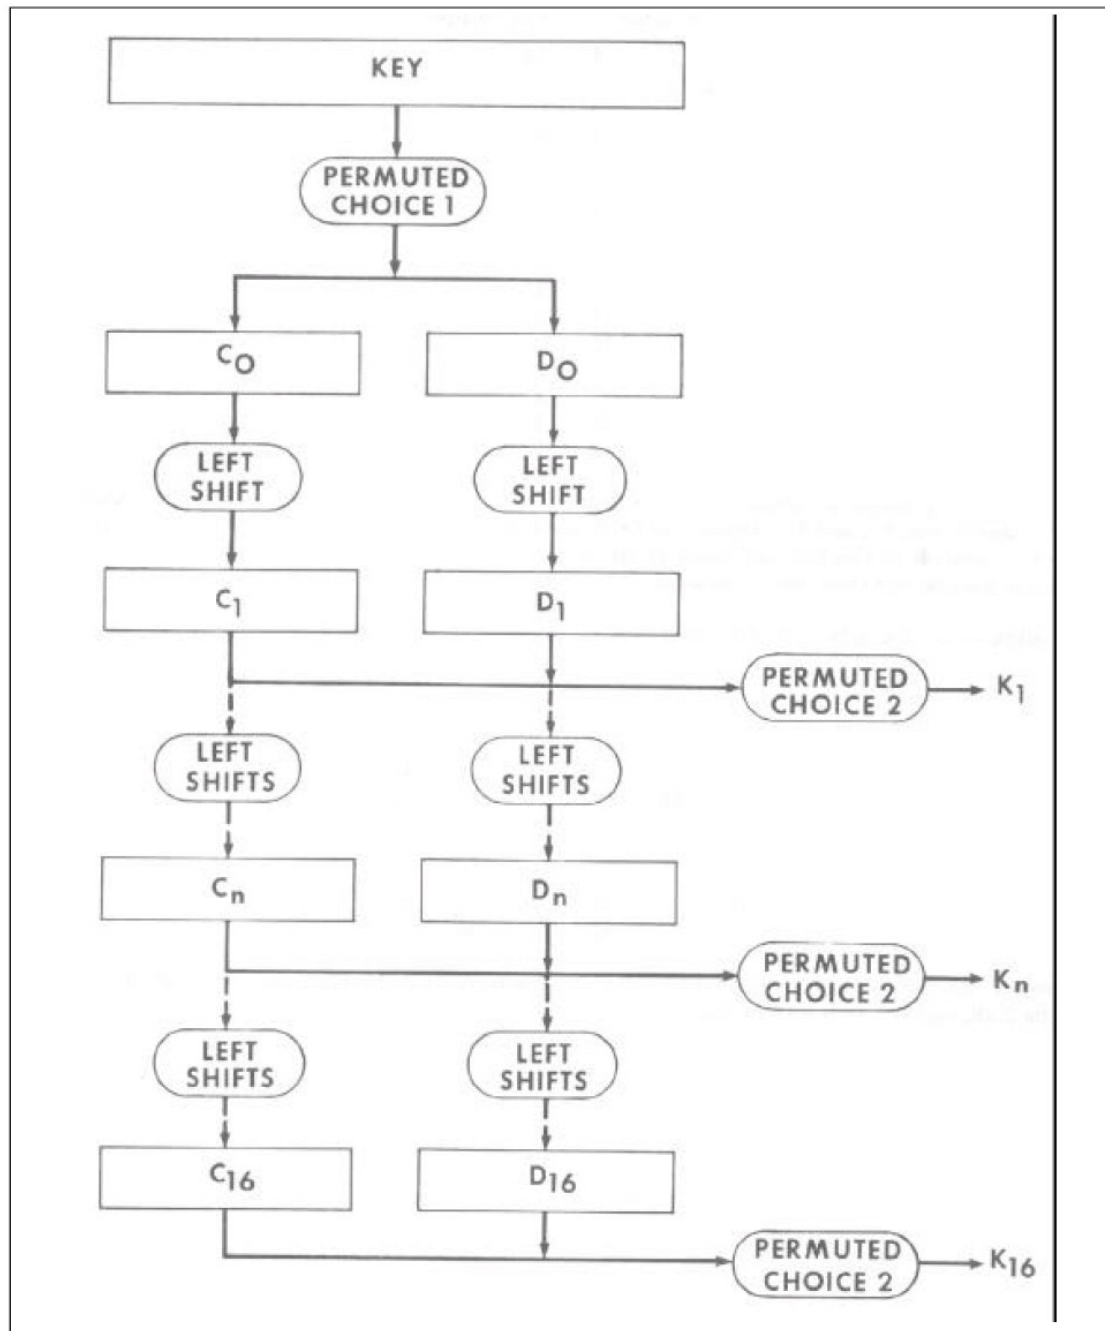 KEY
PERMUTED
CHOICE 1
C0
D0
LEFT
SHIFT
LEFT
SHIFT
C1
D1
PERMUTED
CHOICE 2
K1
LEFT
SHIFTS
LEFT
SHIFTS
Cn
Dn
PERMUTED
CHOICE 2
Kn
LEFT
SHIFTS
LEFT
SHIFTS
C16
D16
PERMUTED
CHOICE 2
K16